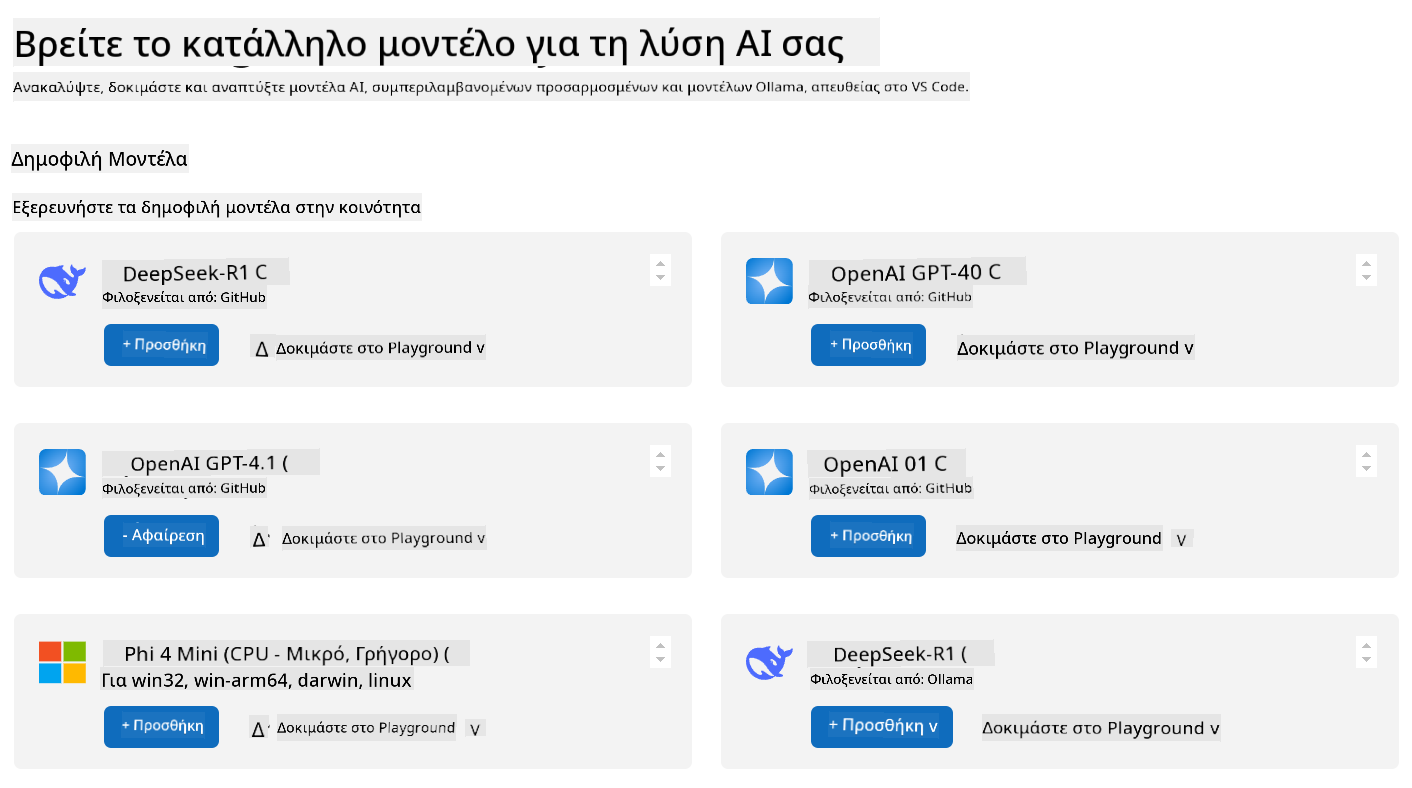 Βρείτε το κατάλληλο μοντέλο για τη λύση AI σας
Ανακαλύψτε, δοκιμάστε και αναπτύξτε μοντέλα AI, συμπεριλαμβανομένων προσαρμοσμένων και μοντέλων Ollama, απευθείας στο VS Code.
Δημοφιλή Μοντέλα
Εξερευνήστε τα δημοφιλή μοντέλα στην κοινότητα
DeepSeek-R1 C
Φιλοξενείται από: GitHub
+ Προσθήκη
Δ Δοκιμάστε στο Playground v
OpenAI GPT-40 C
Φιλοξενείται από: GitHub
+ Προσθήκη
Δοκιμάστε στο Playground v
OpenAI GPT-4.1 (
Φιλοξενείται από: GitHub
- Αφαίρεση
Δ Δοκιμάστε στο Playground v
OpenAI 01 C
Φιλοξενείται από: GitHub
+ Προσθήκη
Δοκιμάστε στο Playground v
Phi 4 Mini (CPU - Μικρό, Γρήγορο) (
Για win32, win-arm64, darwin, linux
+ Προσθήκη
Δ Δοκιμάστε στο Playground v
DeepSeek-R1 (
Φιλοξενείται από: Ollama
+ Προσθήκη v
Δοκιμάστε στο Playground v